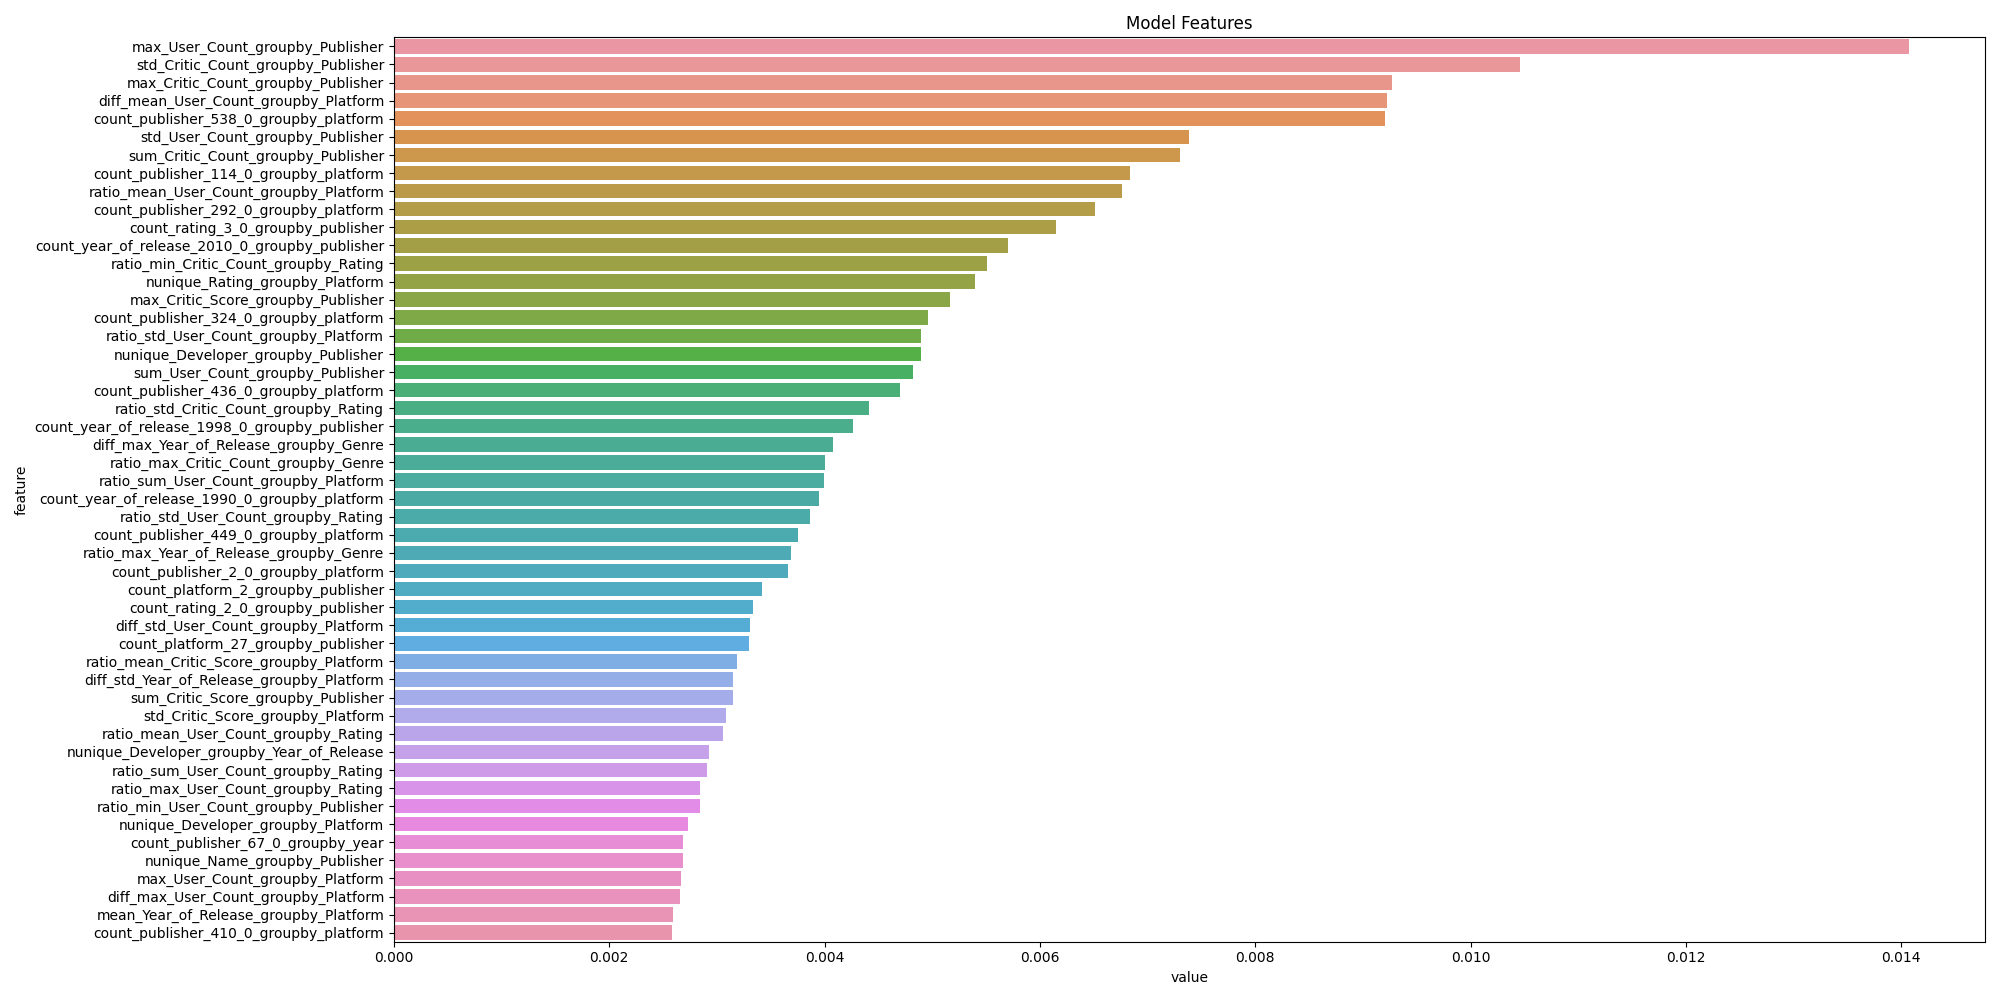 Model Features
max_User_Count_groupby_Publisher
std_Critic_Count_groupby_Publisher
max_Critic_Count_groupby_Publisher
diff_mean_User_Count_groupby_Platform
count_publisher_538_0_groupby_platform
std_User_Count_groupby_Publisher
sum_Critic_Count_groupby_Publisher
count_publisher_114_0_groupby_platform
ratio_mean_User_Count_groupby_Platform
count_publisher_292_0_groupby_platform
count_rating_3_0_groupby_publisher
count_year_of_release_2010_0_groupby_publisher
ratio_min_Critic_Count_groupby_Rating
nunique_Rating_groupby_Platform
max_Critic_Score_groupby_Publisher
count_publisher_324_0_groupby_platform
ratio_std_User_Count_groupby_Platform
nunique_Developer_groupby_Publisher
sum_User_Count_groupby_Publisher
count_publisher_436_0_groupby_platform
ratio_std_Critic_Count_groupby_Rating
count_year_of_release_1998_0_groupby_publisher
diff_max_Year_of_Release_groupby_Genre
ratio_max_Critic_Count_groupby_Genre
ratio_sum_User_Count_groupby_Platform
count_year_of_release_1990_0_groupby_platform
ratio_std_User_Count_groupby_Rating
count_publisher_449_0_groupby_platform
ratio_max_Year_of_Release_groupby_Genre
count_publisher_2_0_groupby_platform
count_platform_2_groupby_publisher
count_rating_2_0_groupby_publisher
diff_std_User_Count_groupby_Platform
count_platform_27_groupby_publisher
ratio_mean_Critic_Score_groupby_Platform
diff_std_Year_of_Release_groupby_Platform
sum_Critic_Score_groupby_Publisher
std_Critic_Score_groupby_Platform
ratio_mean_User_Count_groupby_Rating
nunique_Developer_groupby_Year_of_Release
ratio_sum_User_Count_groupby_Rating
ratio_max_User_Count_groupby_Rating
ratio_min_User_Count_groupby_Publisher
nunique_Developer_groupby_Platform
count_publisher_67_0_groupby_year
nunique_Name_groupby_Publisher
max_User_Count_groupby_Platform
diff_max_User_Count_groupby_Platform
mean_Year_of_Release_groupby_Platform
count_publisher_410_0_groupby_platform
feature
0.000 0.002 0.004 0.006 0.008 0.010 0.012 0.014
value